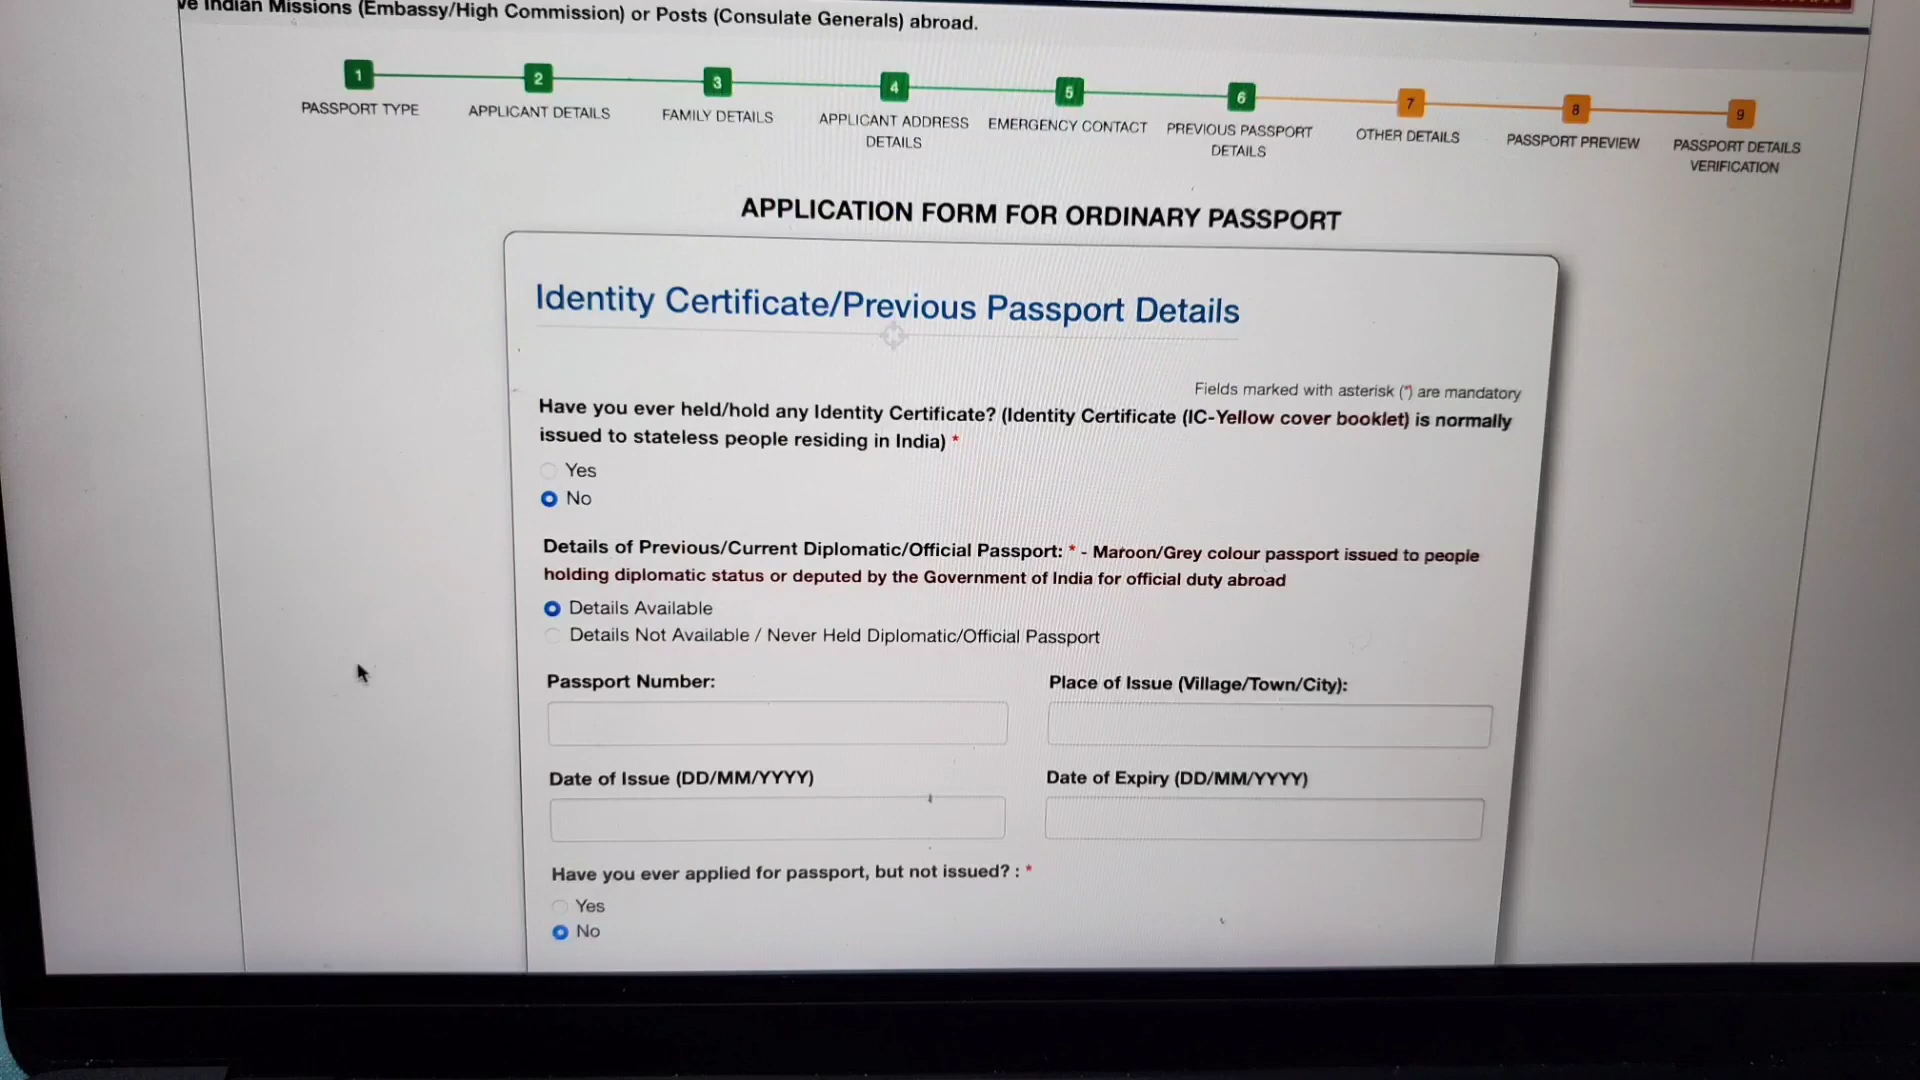 ve Indian Missions (Embassy/High Commission) or Posts (Consulate Generals) abroad.
1 2 3 4 5 6 7 8 9
PASSPORT TYPE
APPLICANT DETAILS
FAMILY DETAILS
APPLICANT ADDRESS
DETAILS
EMERGENCY CONTACT
PREVIOUS PASSPORT
DETAILS
OTHER DETAILS
PASSPORT PREVIEW
PASSPORT DETAILS
VERIFICATION
APPLICATION FORM FOR ORDINARY PASSPORT
Identity Certificate/Previous Passport Details
Fields marked with asterisk (*) are mandatory
Have you ever held/hold any Identity Certificate? (Identity Certificate (IC-Yellow cover booklet) is normally
issued to stateless people residing in India) *
Yes
No
Details of Previous/Current Diplomatic/Official Passport: * - Maroon/Grey colour passport issued to people
holding diplomatic status or deputed by the Government of India for official duty abroad
Details Available
Details Not Available / Never Held Diplomatic/Official Passport
Passport Number:
Place of Issue (Village/Town/City):
Date of Issue (DD/MM/YYYY)
Date of Expiry (DD/MM/YYYY)
Have you ever applied for passport, but not issued? : *
Yes
No